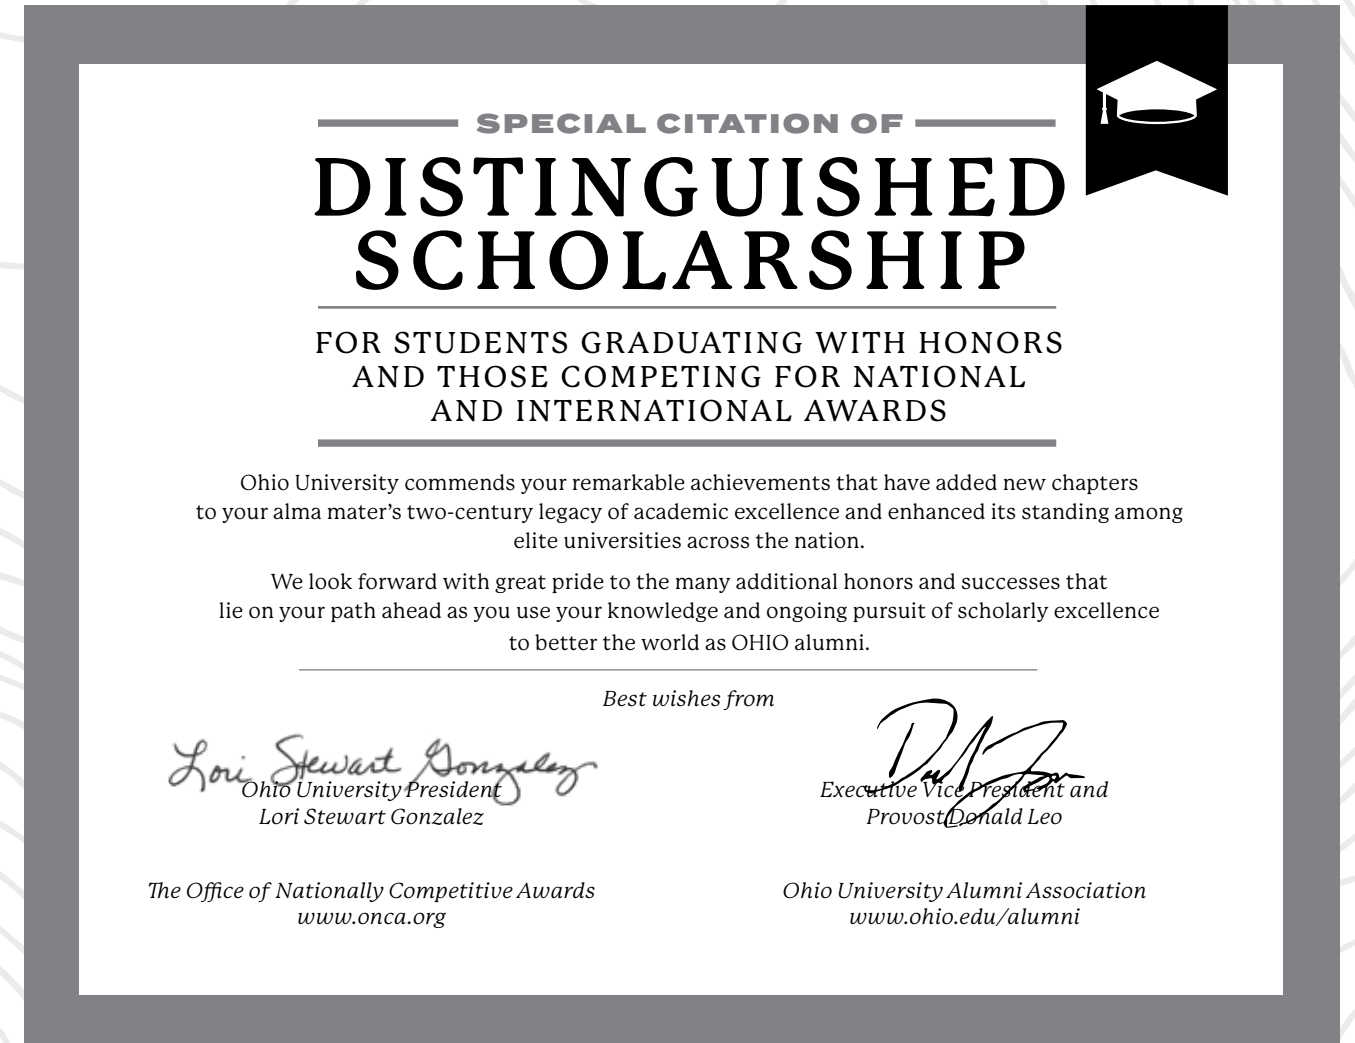 SPECIAL CITATION OF
DISTINGUISHED
SCHOLARSHIP
FOR STUDENTS GRADUATING WITH HONORS
AND THOSE COMPETING FOR NATIONAL
AND INTERNATIONAL AWARDS
Ohio University commends your remarkable achievements that have added new chapters
to your alma mater’s two-century legacy of academic excellence and enhanced its standing among
elite universities across the nation.
We look forward with great pride to the many additional honors and successes that
lie on your path ahead as you use your knowledge and ongoing pursuit of scholarly excellence
to better the world as OHIO alumni.
Best wishes from
Lori Stewart Gonzalez
Ohio University President
Lori Stewart Gonzalez
Executive Vice President and
Provost Donald Leo
The Office of Nationally Competitive Awards
www.onca.org
Ohio University Alumni Association
www.ohio.edu/alumni